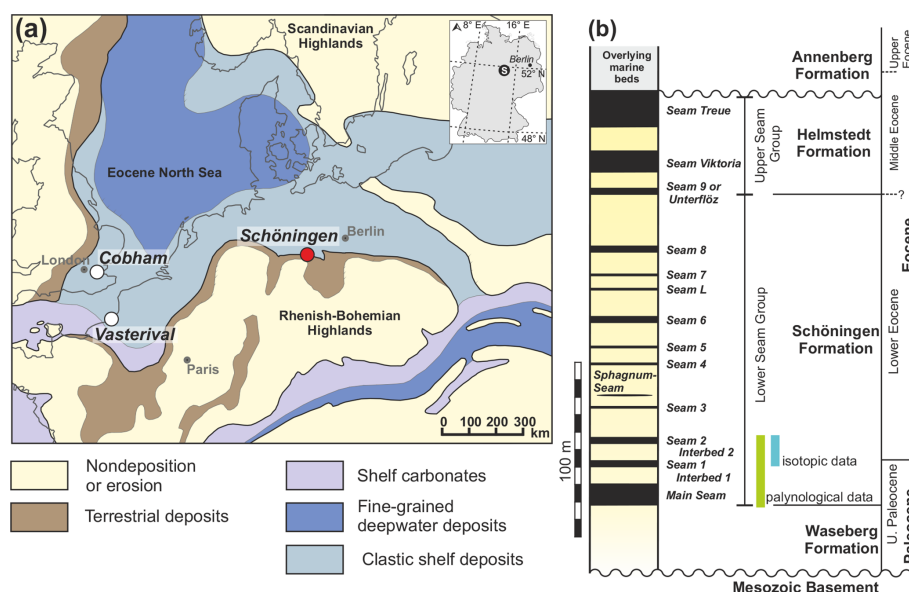 (a)
Scandinavian
Highlands
8° E 16° E
Berlin
S
52° N
48° N
Eocene North Sea
Schöningen
Berlin
Cobham
London
Vasterival
Rhenish-Bohemian
Highlands
Paris
0 100 200 300
km
Nondeposition
or erosion
Terrestrial deposits
Shelf carbonates
Fine-grained
deepwater deposits
Clastic shelf deposits
(b)
Overlying
marine
beds
Seam Treue
Seam Viktoria
Seam 9 or
Unterflöz
Seam 8
Seam 7
Seam L
Seam 6
Seam 5
Seam 4
Sphagnum-
Seam
Seam 3
Seam 2
Interbed 2
Seam 1
Interbed 1
Main Seam
100 m
Upper Seam
Group
Lower Seam Group
isotopic data
palynological data
Annenberg
Formation
Helmstedt
Formation
Schöningen
Formation
Waseberg
Formation
Mesozoic Basement
Upper
Middle Eocene
?
Lower Eocene
U. Paleocene
Eocene